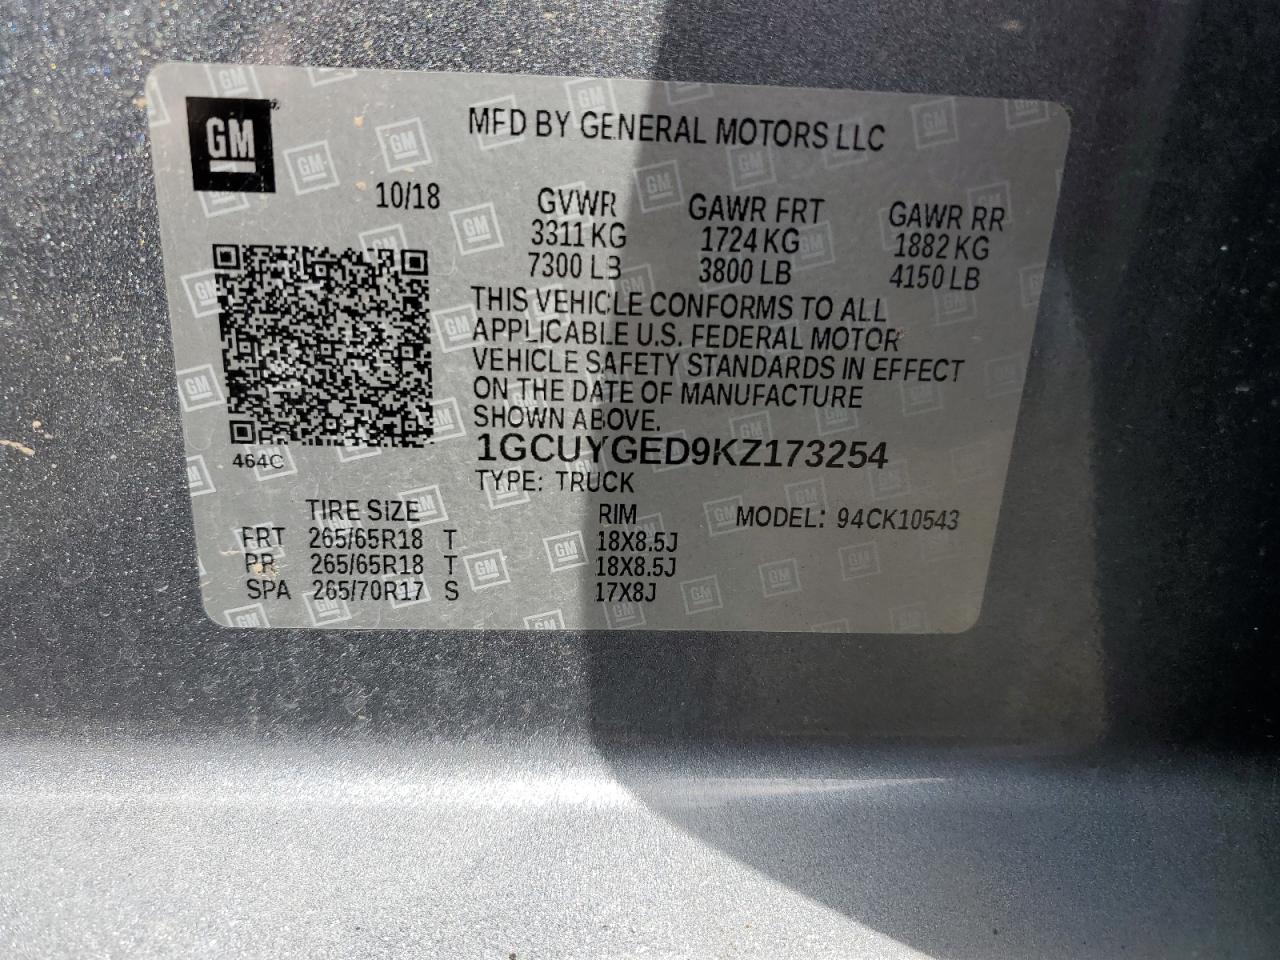 GM
MFD BY GENERAL MOTORS LLC
10/18
GVWR GAWR FRT GAWR RR
3311 KG 1724 KG 1882 KG
7300 LB 3800 LB 4150 LB
THIS VEHICLE CONFORMS TO ALL
APPLICABLE U.S. FEDERAL MOTOR
VEHICLE SAFETY STANDARDS IN EFFECT
ON THE DATE OF MANUFACTURE
SHOWN ABOVE.
1GCUYGED9KZ173254
464C
TYPE: TRUCK
TIRE SIZE RIM MODEL: 94CK10543
FRT 265/65R18 T 18X8.5J
RR 265/65R18 T 18X8.5J
SPA 265/70R17 S 17X8J